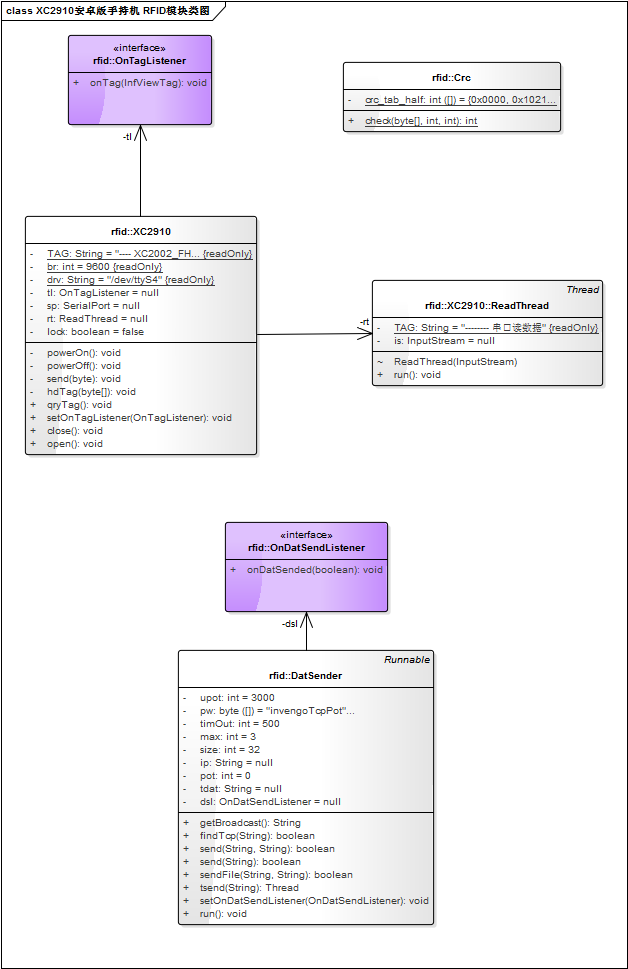 class XC2910安卓版手持机 RFID模块类图
«interface»
rfid::OnTagListener
+ onTag(InfViewTag): void
rfid::Crc
- crc_tab_half: int ([]) = {0x0000, 0x1021...
+ check(byte[], int, int): int
-tl
rfid::XC2910
- TAG: String = "---- XC2002_FH... {readOnly}
- br: int = 9600 {readOnly}
- drv: String = "/dev/ttyS4" {readOnly}
- tl: OnTagListener = null
- sp: SerialPort = null
- rt: ReadThread = null
- lock: boolean = false
- powerOn(): void
- powerOff(): void
- send(byte): void
- hdTag(byte[]): void
+ qryTag(): void
+ setOnTagListener(OnTagListener): void
+ close(): void
+ open(): void
-rt
Thread
rfid::XC2910::ReadThread
- TAG: String = "-------- 串口读数据" {readOnly}
- is: InputStream = null
~ ReadThread(InputStream)
+ run(): void
«interface»
rfid::OnDatSendListener
+ onDatSended(boolean): void
-dsl
Runnable
rfid::DatSender
- upot: int = 3000
- pw: byte ([]) = "invengoTcpPot"...
- timOut: int = 500
- max: int = 3
- size: int = 32
- ip: String = null
- pot: int = 0
- tdat: String = null
- dsl: OnDatSendListener = null
+ getBroadcast(): String
+ findTcp(String): boolean
+ send(String, String): boolean
+ send(String): boolean
+ sendFile(String, String): boolean
+ tsend(String): Thread
+ setOnDatSendListener(OnDatSendListener): void
+ run(): void